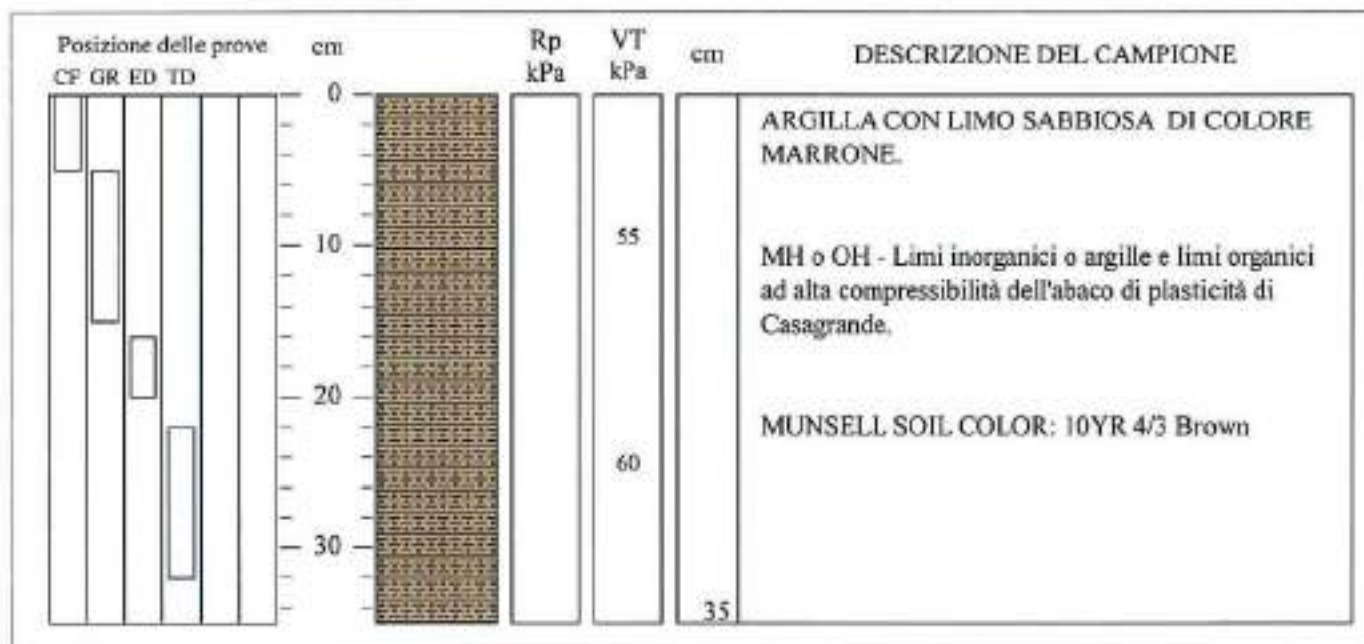 Posizione delle prove
CF GR ED TD
cm
Rp
kPa
VT
kPa
cm
DESCRIZIONE DEL CAMPIONE
0
10
20
30
55
60
35
ARGILLA CON LIMO SABBIOSA DI COLORE
MARRONE.
MH o OH - Limi inorganici o argille e limi organici
ad alta compressibilità dell'abaco di plasticità di
Casagrande.
MUNSELL SOIL COLOR: 10YR 4/3 Brown